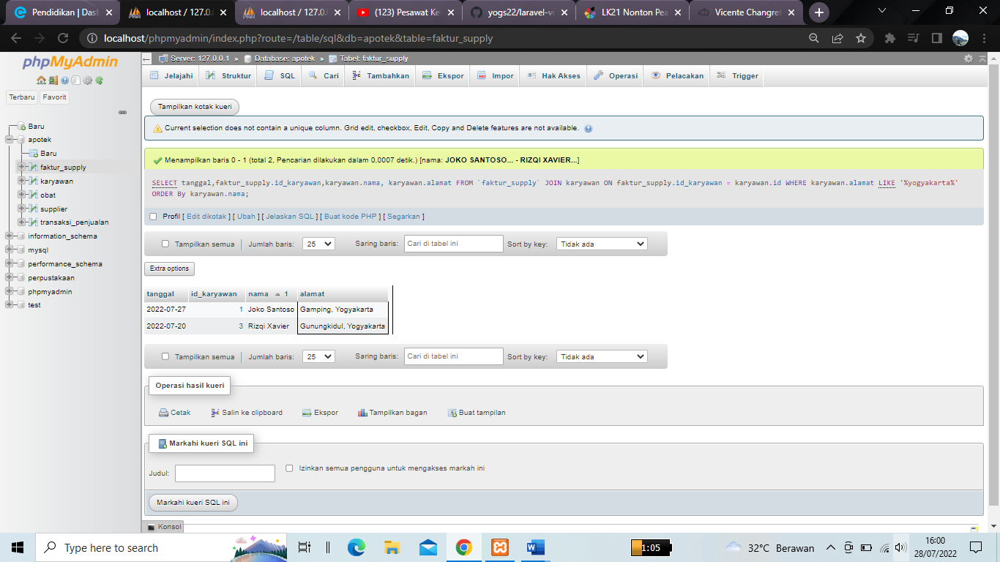 Pendidikan | Dasl
localhost / 127.0.
localhost / 127.0.
(123) Pesawat Ke
yogs22/laravel-v
LK21 Nonton Pea
Vicente Changret
localhost/phpmyadmin/index.php?route=/table/sql&db=apotek&table=faktur_supply
phpMyAdmin
Terbaru Favorit
Baru
apotek
Baru
faktur_supply
karyawan
obat
supplier
transaksi_penjualan
information_schema
mysql
performance_schema
perpustakaan
phpmyadmin
test
Server: 127.0.0.1 » Database: apotek » Tabel: faktur_supply
Jelajahi Struktur SQL Cari Tambahkan Ekspor Impor Hak Akses Operasi Pelacakan Trigger
Tampilkan kotak kueri
Current selection does not contain a unique column. Grid edit, checkbox, Edit, Copy and Delete features are not available.
Menampilkan baris 0 - 1 (total 2, Pencarian dilakukan dalam 0,0007 detik.) [nama: JOKO SANTOSO... - RIZQI XAVIER...]
SELECT tanggal,faktur_supply.id_karyawan,karyawan.nama, karyawan.alamat FROM `faktur_supply` JOIN karyawan ON faktur_supply.id_karyawan = karyawan.id WHERE karyawan.alamat LIKE '%yogyakarta%'
ORDER By karyawan.nama;
Profil [ Edit dikotak ] [ Ubah ] [ Jelaskan SQL ] [ Buat kode PHP ] [ Segarkan ]
Tampilkan semua | Jumlah baris: 25 Saring baris: Cari di tabel ini Sort by key: Tidak ada
Extra options
tanggal id_karyawan nama 1 alamat
2022-07-27 1 Joko Santoso Gamping, Yogyakarta
2022-07-20 3 Rizqi Xavier Gunungkidul, Yogyakarta
Tampilkan semua | Jumlah baris: 25 Saring baris: Cari di tabel ini Sort by key: Tidak ada
Operasi hasil kueri
Cetak Salin ke clipboard Ekspor Tampilkan bagan Buat tampilan
Markahi kueri SQL ini
Judul: Izinkan semua pengguna untuk mengakses markah ini
Markahi kueri SQL ini
Konsol
Type here to search
1:05
32°C Berawan
16:00
28/07/2022